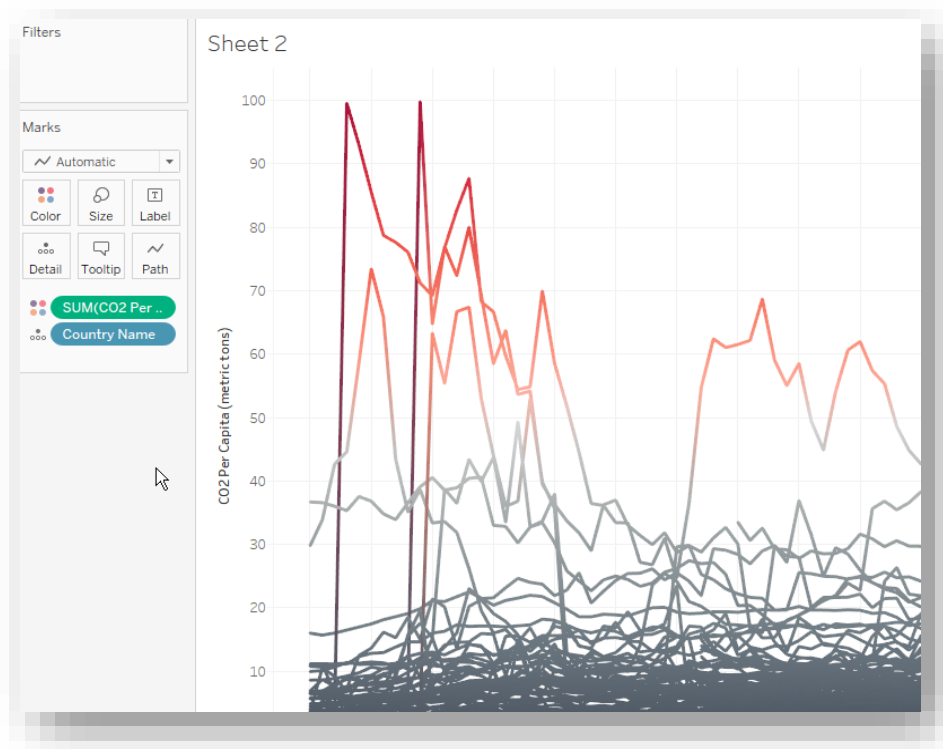 Filters
Sheet 2
Marks
Automatic
Color Size Label
T
Detail Tooltip Path
SUM(CO2 Per ..
Country Name
CO2 Per Capita (metric tons)
100
90
80
70
60
50
40
30
20
10